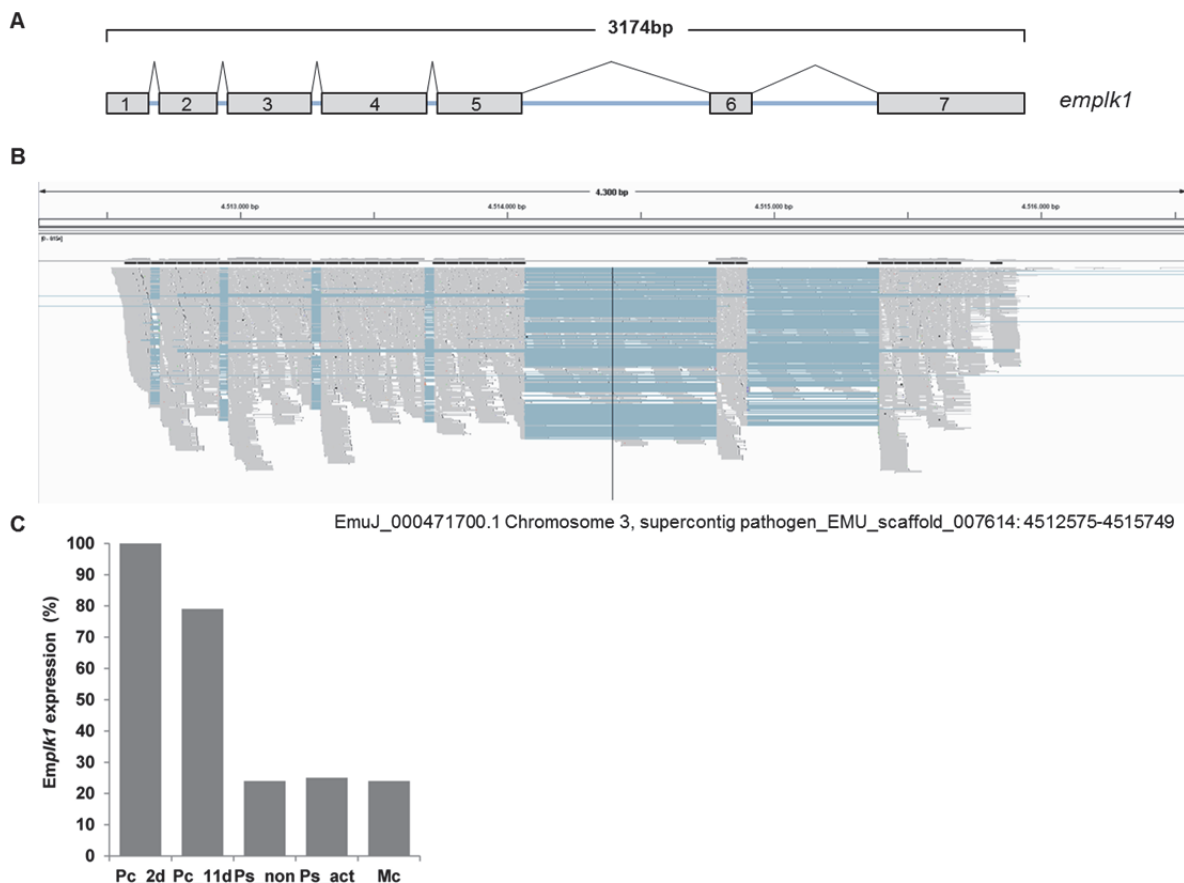 A
3174bp
1 2 3 4 5 6 7
emplk1
B
4.300 bp
4.513.000 bp 4.514.000 bp 4.515.000 bp 4.516.000 bp
C
EmuJ_000471700.1 Chromosome 3, supercontig pathogen_EMU_scaffold_007614: 4512575-4515749
Emplk1 expression (%)
100
90
80
70
60
50
40
30
20
10
0
Pc 2d Pc 11d Ps non Ps act Mc